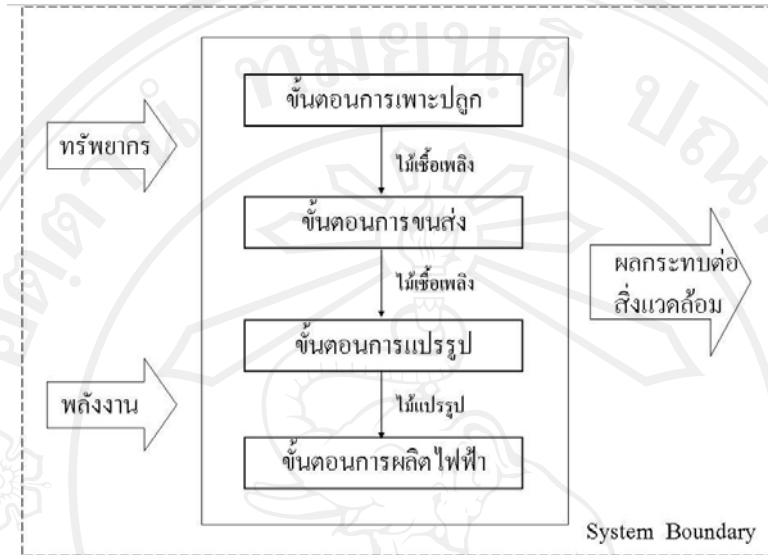 ขั้นตอนการเพาะปลูก
ทรัพยากร
ไม้เชื้อเพลิง
ขั้นตอนการขนส่ง
ไม้เชื้อเพลิง
ผลกระทบต่อ
สิ่งแวดล้อม
ขั้นตอนการแปรรูป
พลังงาน
ไม้แปรรูป
ขั้นตอนการผลิตไฟฟ้า
System Boundary